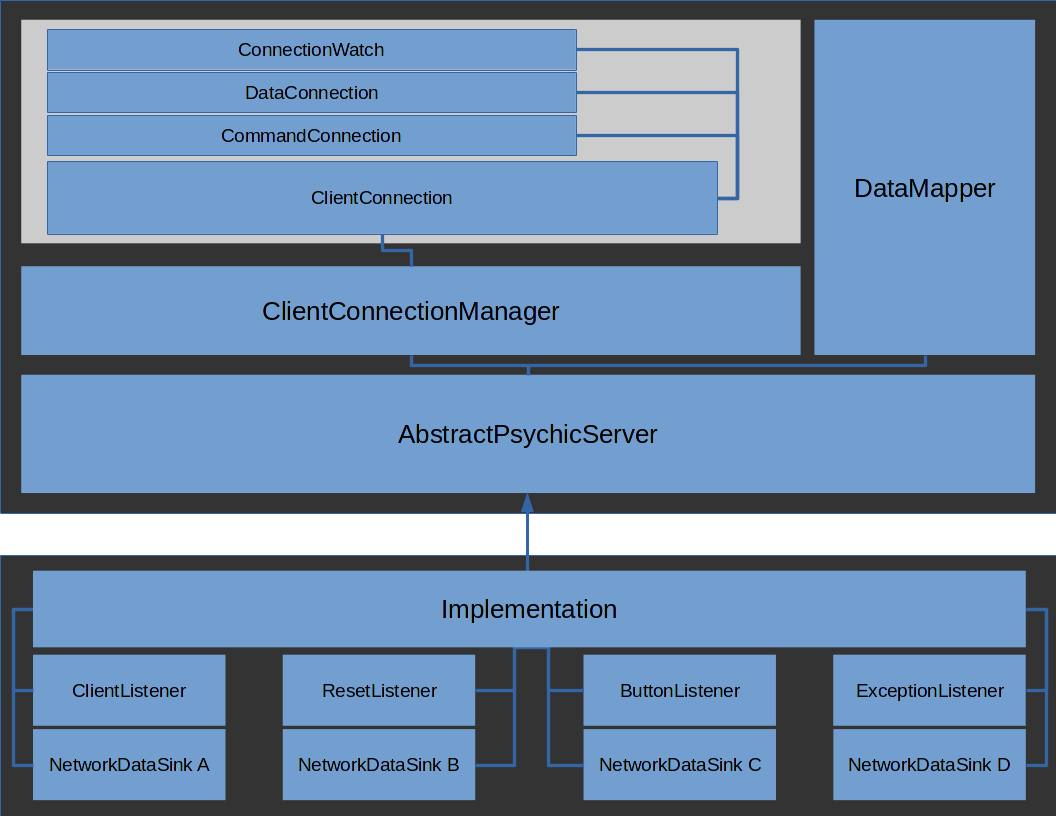 ConnectionWatch
DataConnection
CommandConnection
ClientConnection
DataMapper
ClientConnectionManager
AbstractPsychicServer
Implementation
ClientListener
ResetListener
ButtonListener
ExceptionListener
NetworkDataSink A
NetworkDataSink B
NetworkDataSink C
NetworkDataSink D